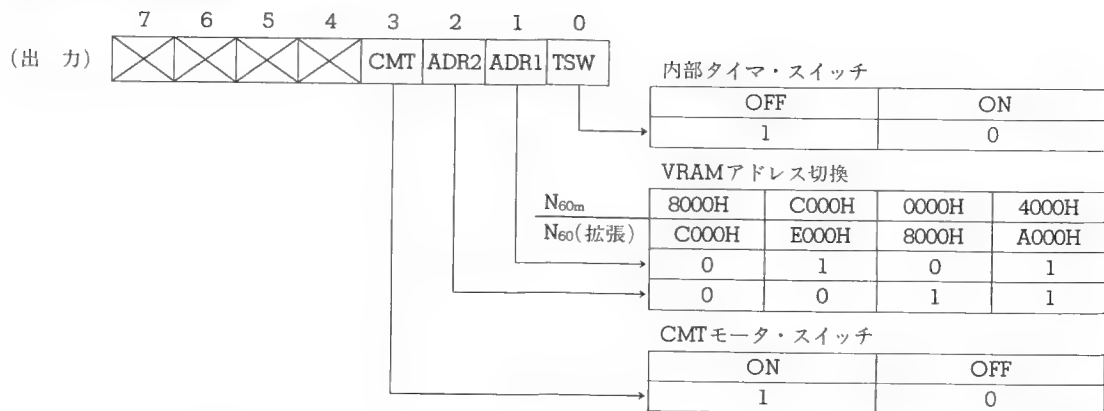 7 6 5 4 3 2 1 0
(出 力) CMT ADR2 ADR1 TSW
内部タイマ・スイッチ
OFF ON
1 0
VRAMアドレス切換
N60m 8000H C000H 0000H 4000H
N60(拡張) C000H E000H 8000H A000H
0 1 0 1
0 0 1 1
CMTモータ・スイッチ
ON OFF
1 0